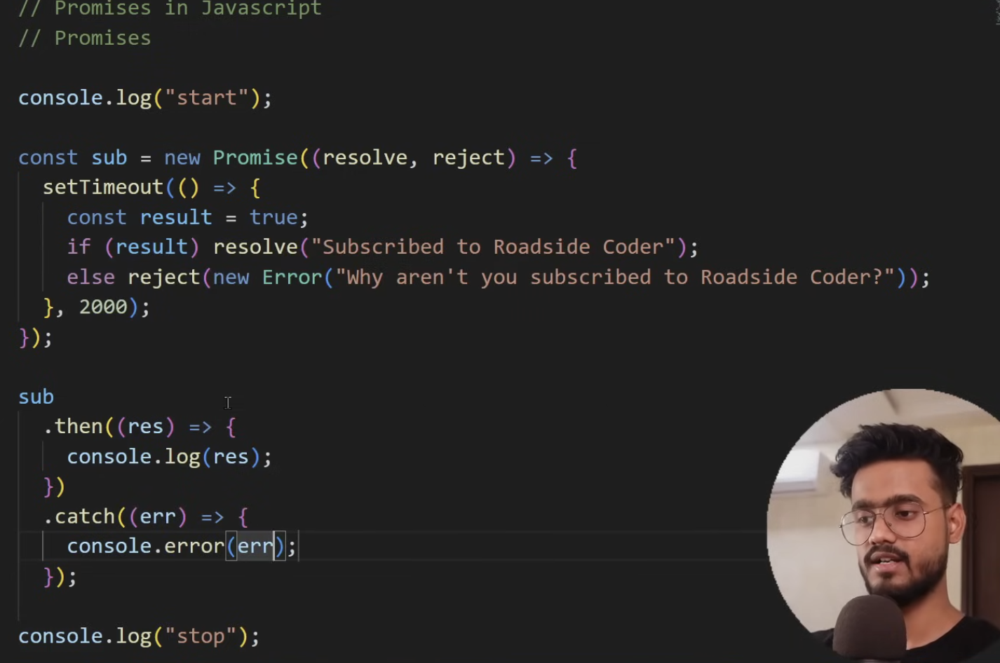 // Promises in Javascript
// Promises
console.log("start");
const sub = new Promise((resolve, reject) => {
setTimeout(() => {
const result = true;
if (result) resolve("Subscribed to Roadside Coder");
else reject(new Error("Why aren't you subscribed to Roadside Coder?"));
}, 2000);
});
sub
.then((res) => {
console.log(res);
})
.catch((err) => {
console.error(err);
});
console.log("stop");